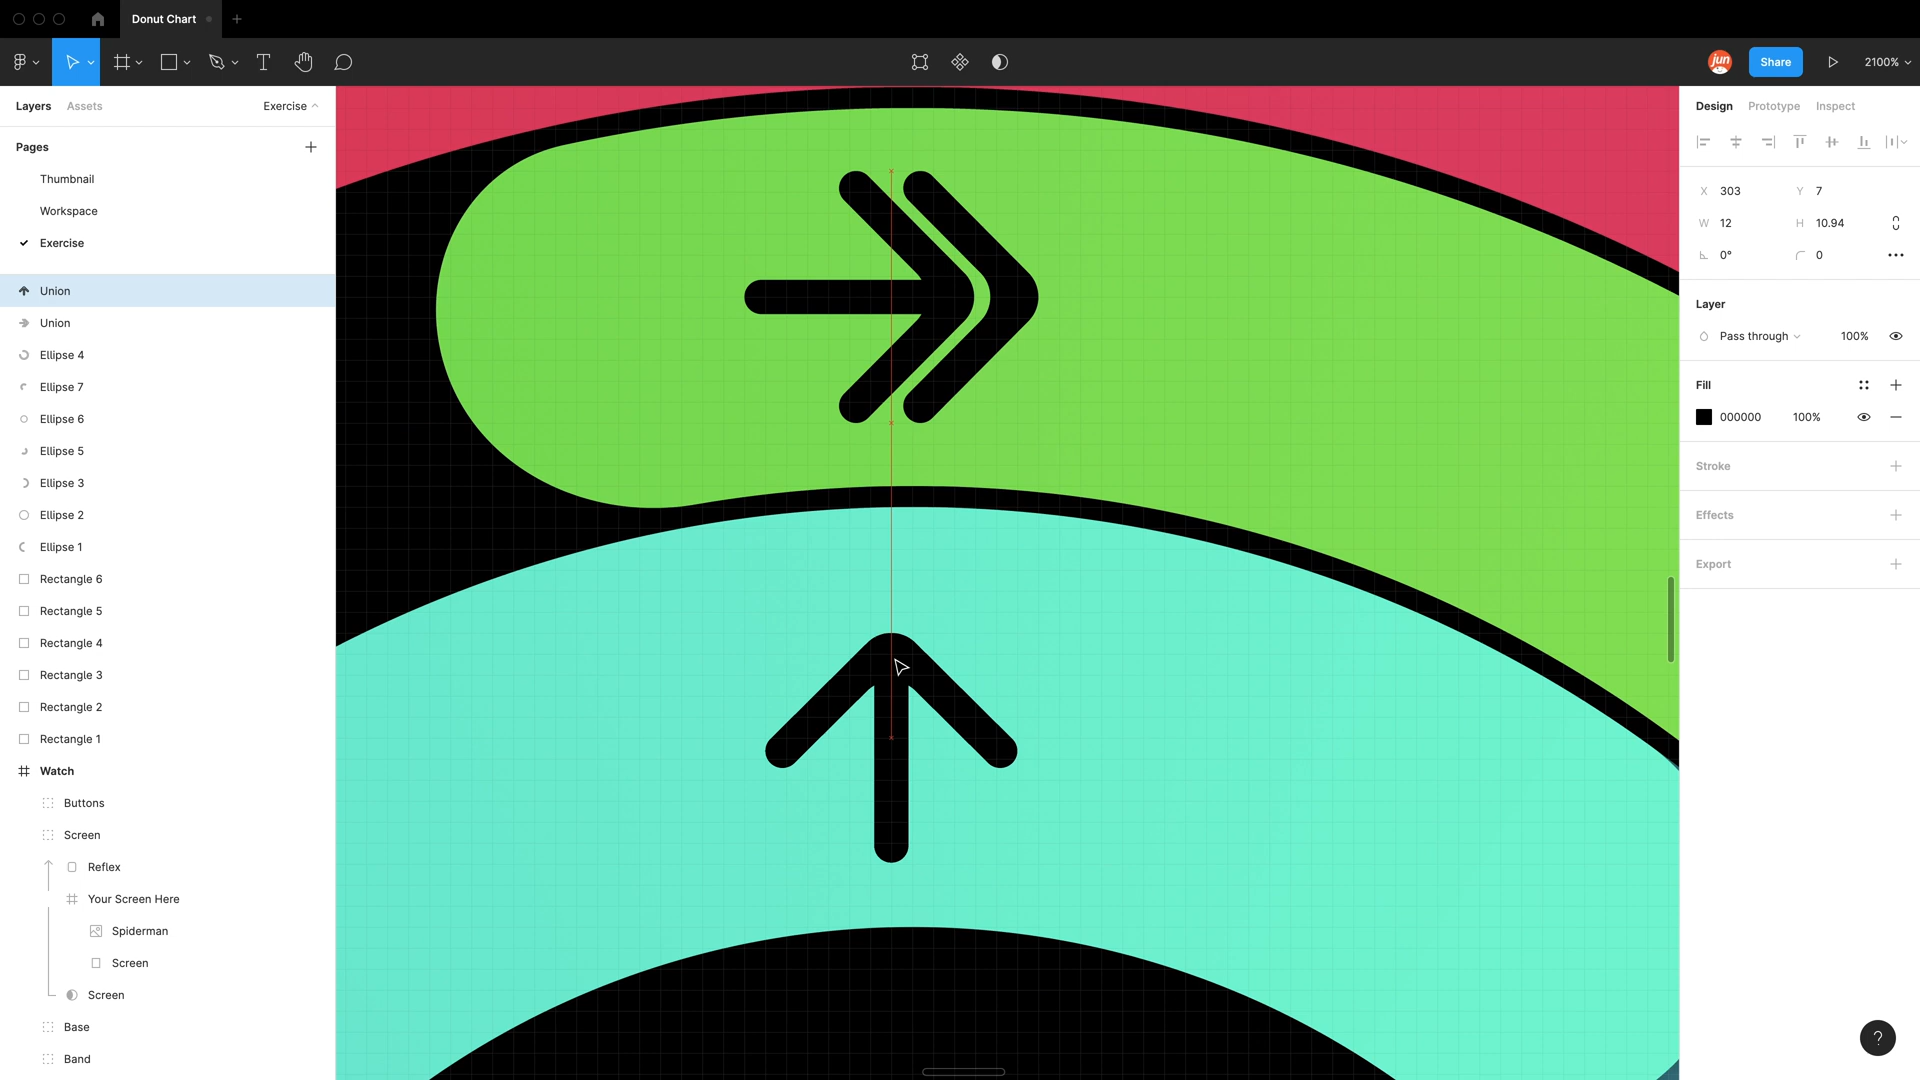 Donut Chart
jun
Share
2100%
Layers
Assets
Exercise
Pages
Thumbnail
Workspace
Exercise
Union
Union
Ellipse 4
Ellipse 7
Ellipse 6
Ellipse 5
Ellipse 3
Ellipse 2
Ellipse 1
Rectangle 6
Rectangle 5
Rectangle 4
Rectangle 3
Rectangle 2
Rectangle 1
Watch
Buttons
Screen
Reflex
Your Screen Here
Spiderman
Screen
Screen
Base
Band
Design Prototype Inspect
X 303 Y 7
W 12 H 10.94
0° 0
Layer
Pass through 100%
Fill
000000 100%
Stroke
Effects
Export
?